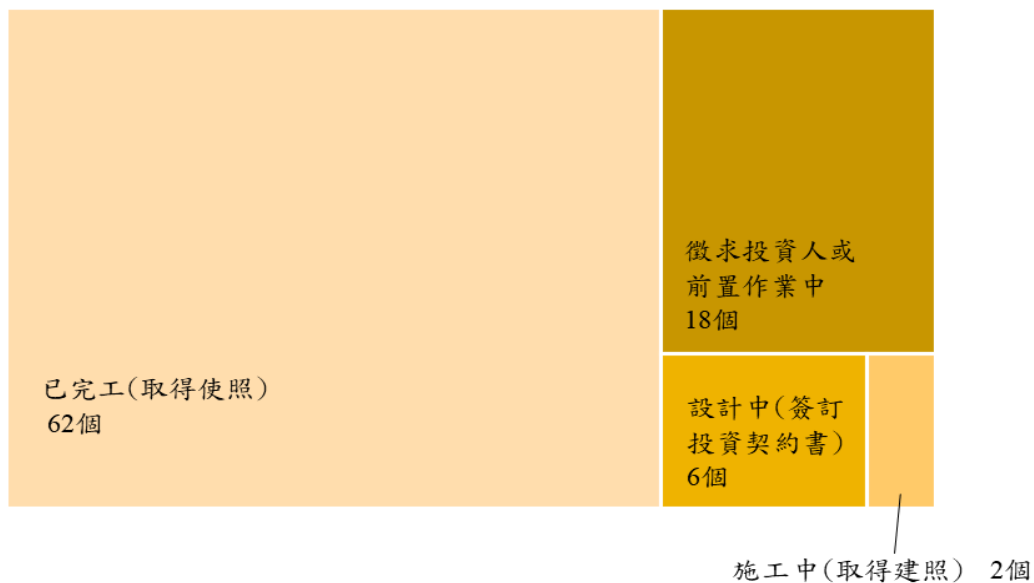 徵求投資人或
前置作業中
18個
已完工(取得使照)
62個
設計中(簽訂
投資契約書)
6個
施工中(取得建照) 2個